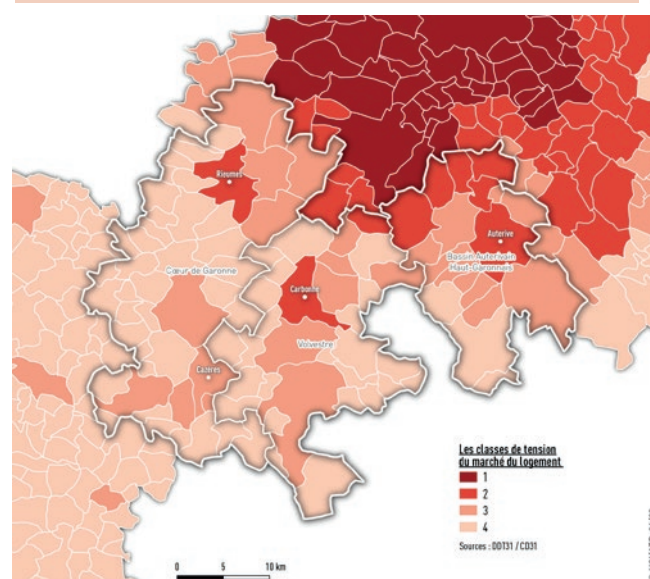 Rieumes
Auterive
Bassin Auterivain
Haut-Garonnais
Cœur de Garonne
Carbonne
Volvestre
Cazères
Les classes de tension
du marché du logement
1
2
3
4
Sources : DDT31 / CD31
0 5 10 km